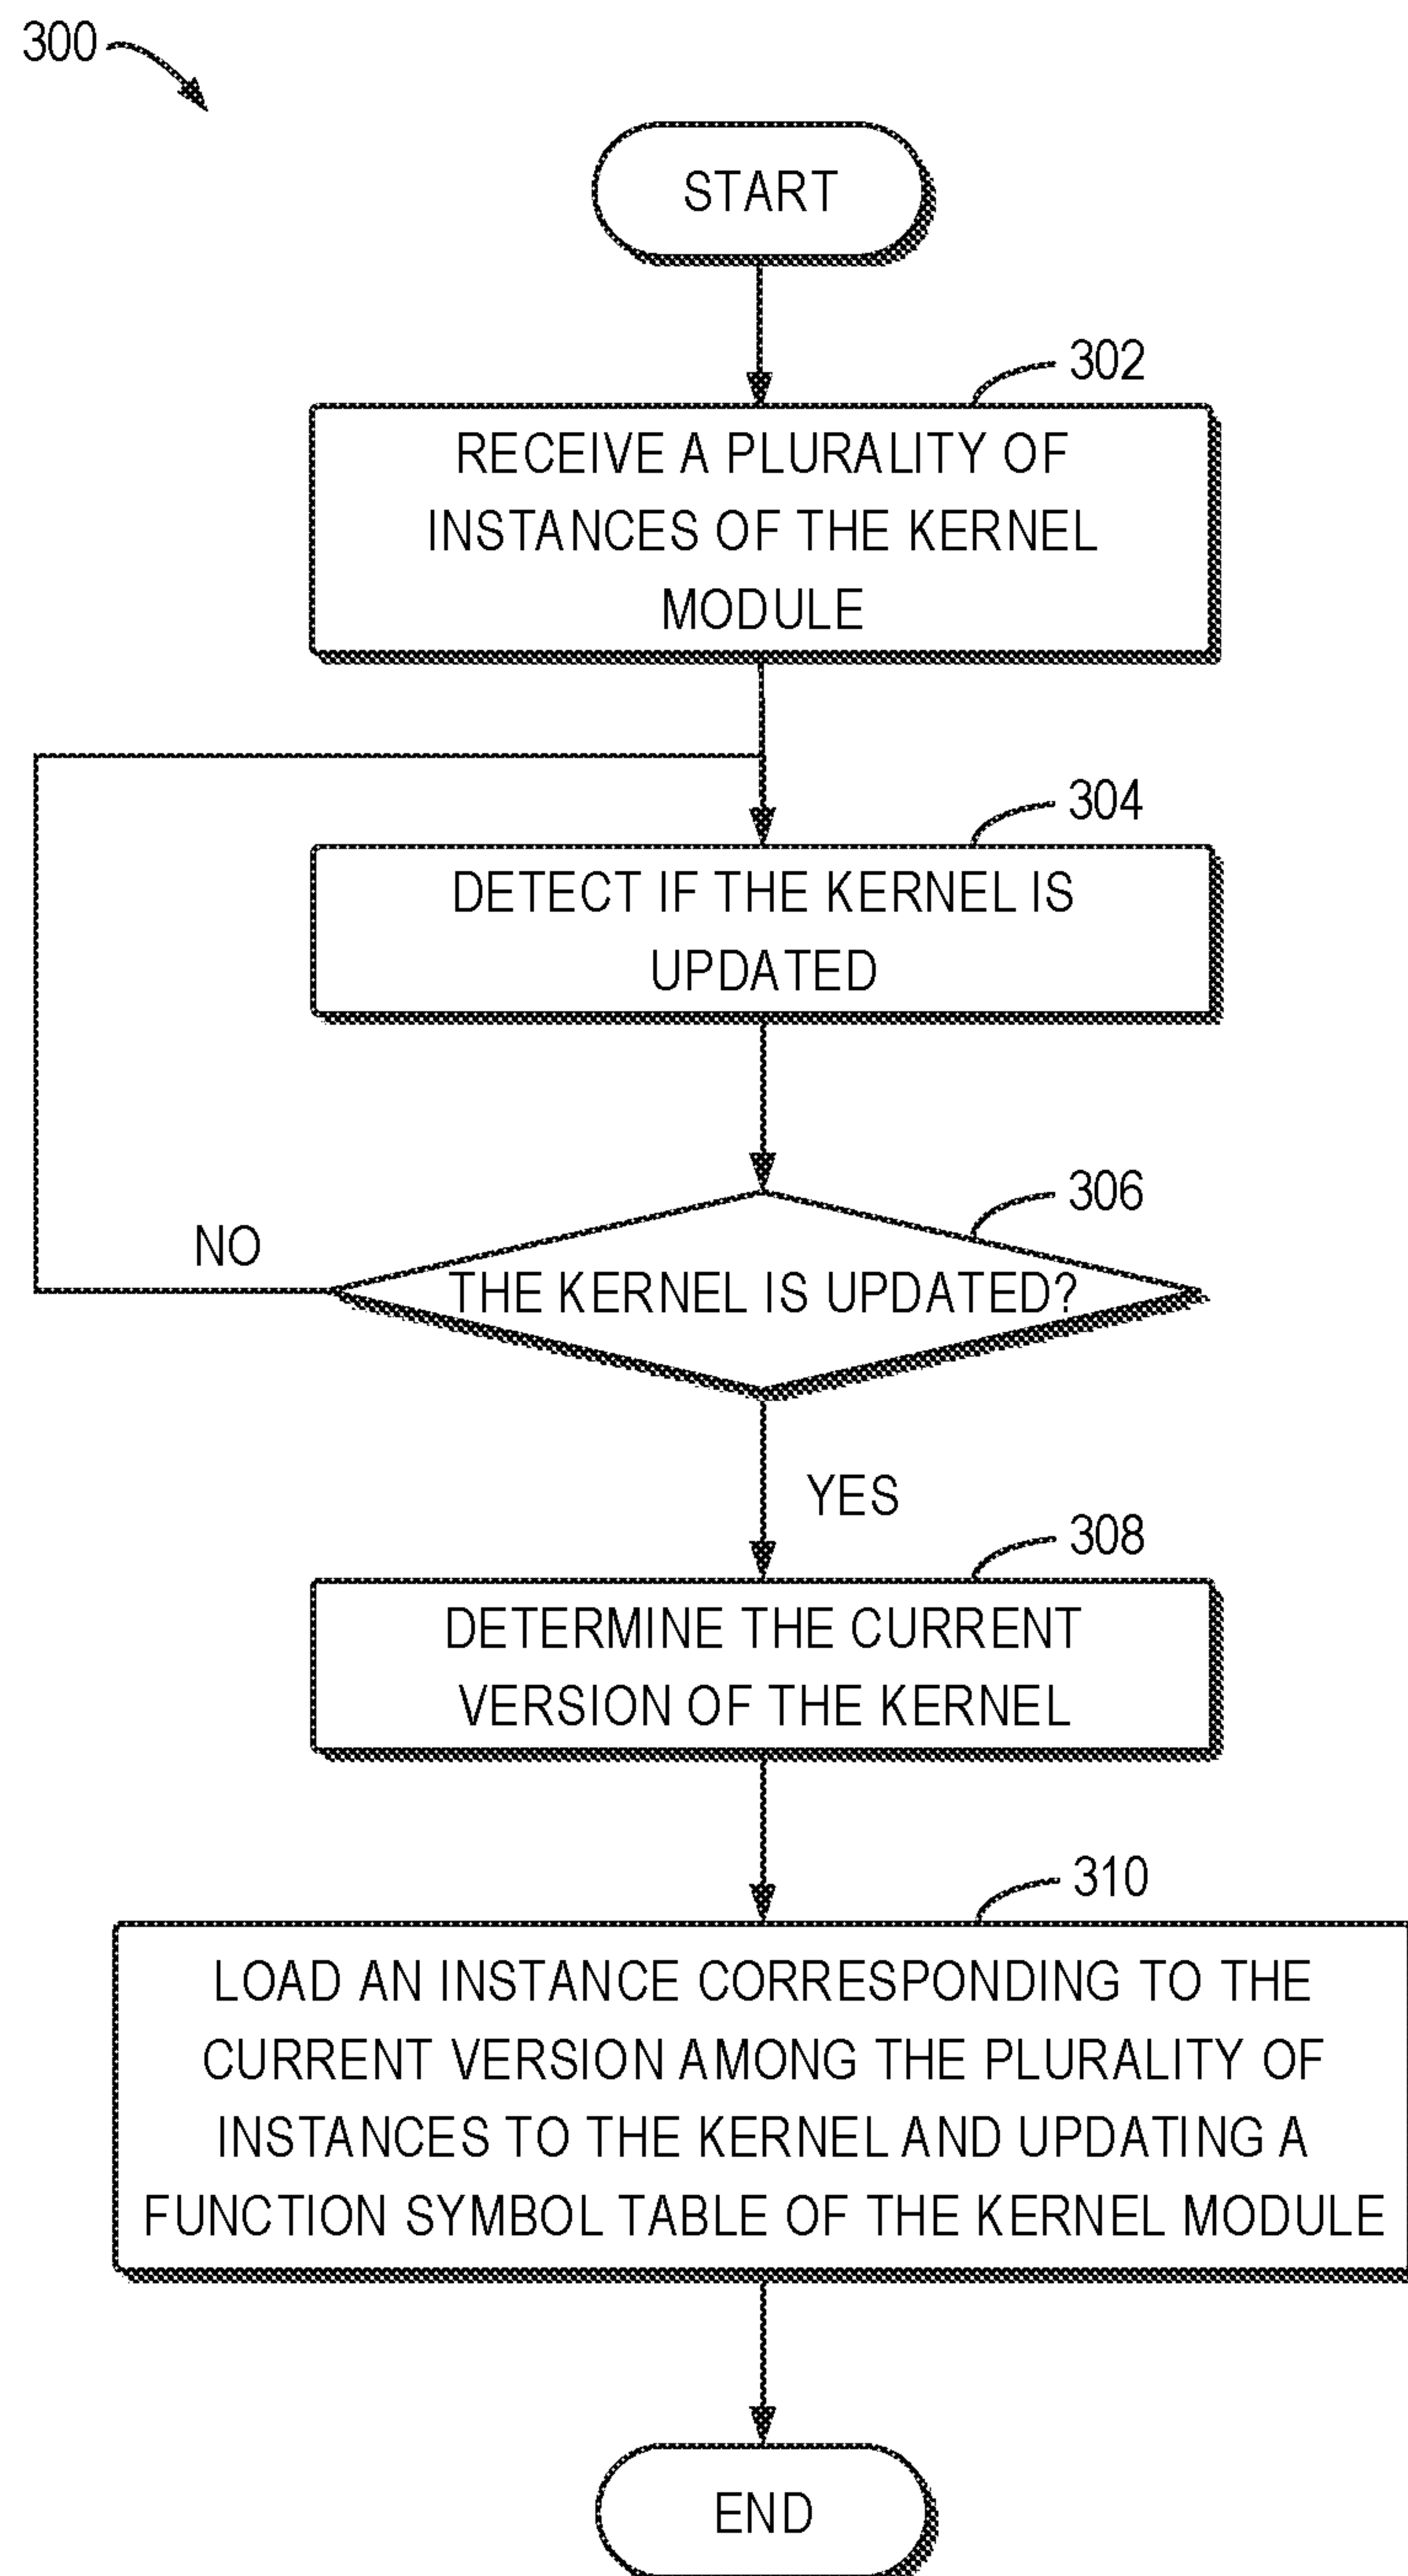 300
START
302
RECEIVE A PLURALITY OF
INSTANCES OF THE KERNEL
MODULE
304
DETECT IF THE KERNEL IS
UPDATED
306
NO
THE KERNEL IS UPDATED?
YES
308
DETERMINE THE CURRENT
VERSION OF THE KERNEL
310
LOAD AN INSTANCE CORRESPONDING TO THE
CURRENT VERSION AMONG THE PLURALITY OF
INSTANCES TO THE KERNEL AND UPDATING A
FUNCTION SYMBOL TABLE OF THE KERNEL MODULE
END